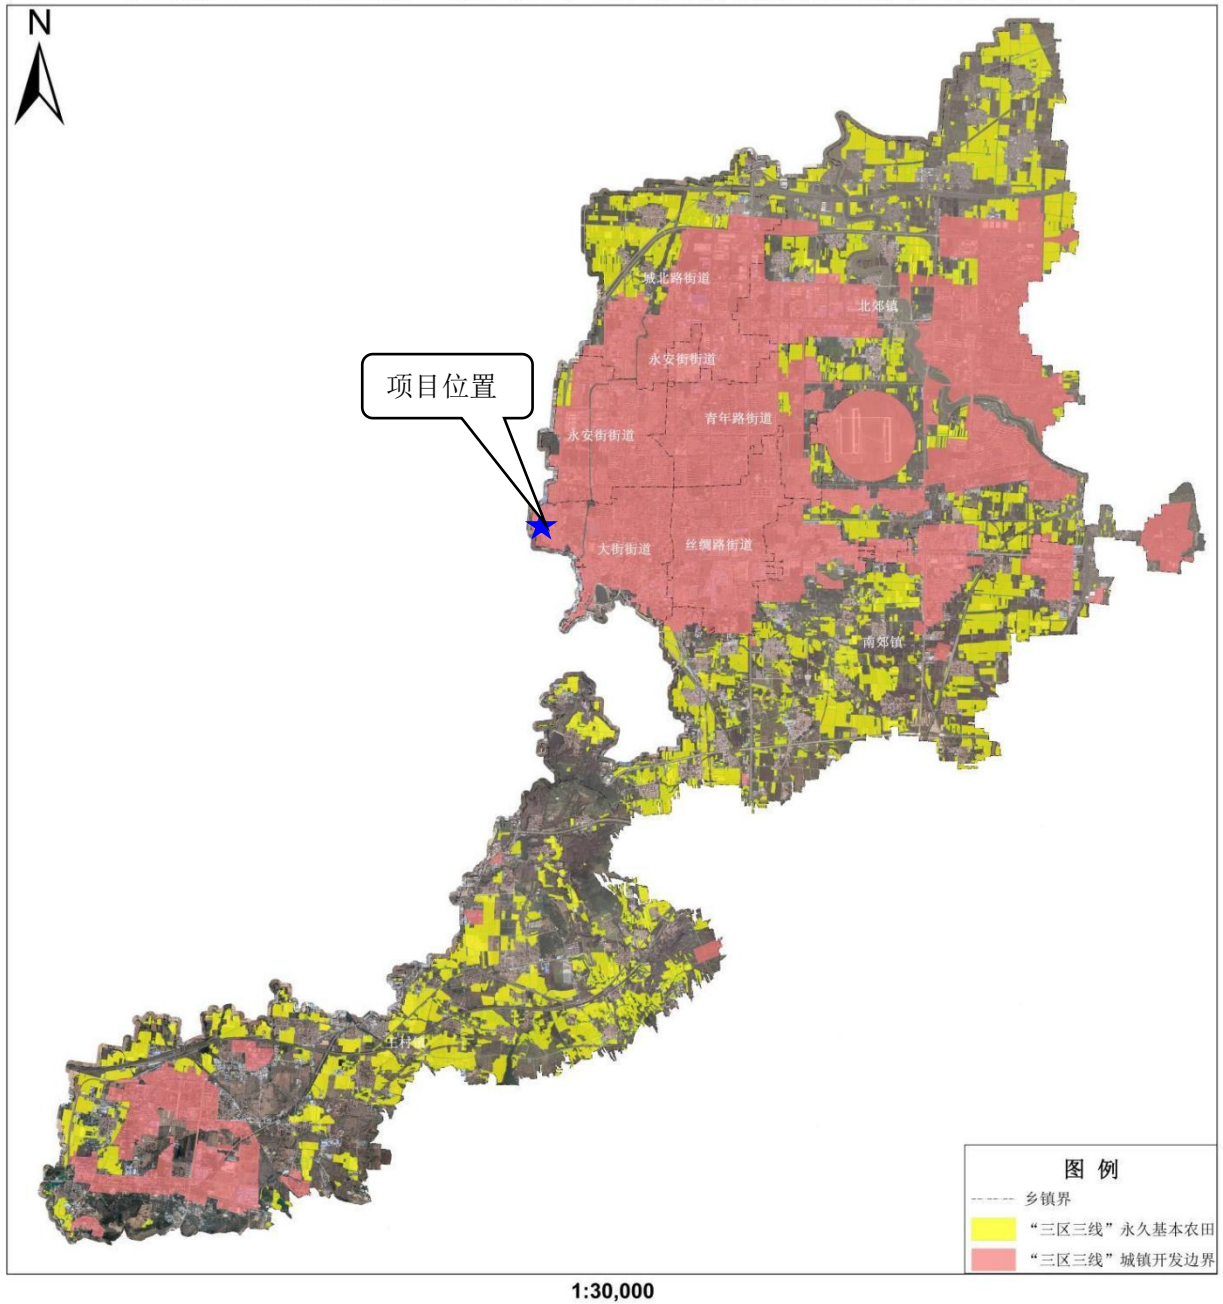 N
城北路街道
北郊镇
永安街街道
项目位置
青年路街道
永安街街道
大街街道
丝绸路街道
南郊镇
王村镇
图 例
乡镇界
“三区三线”永久基本农田
“三区三线”城镇开发边界
1:30,000